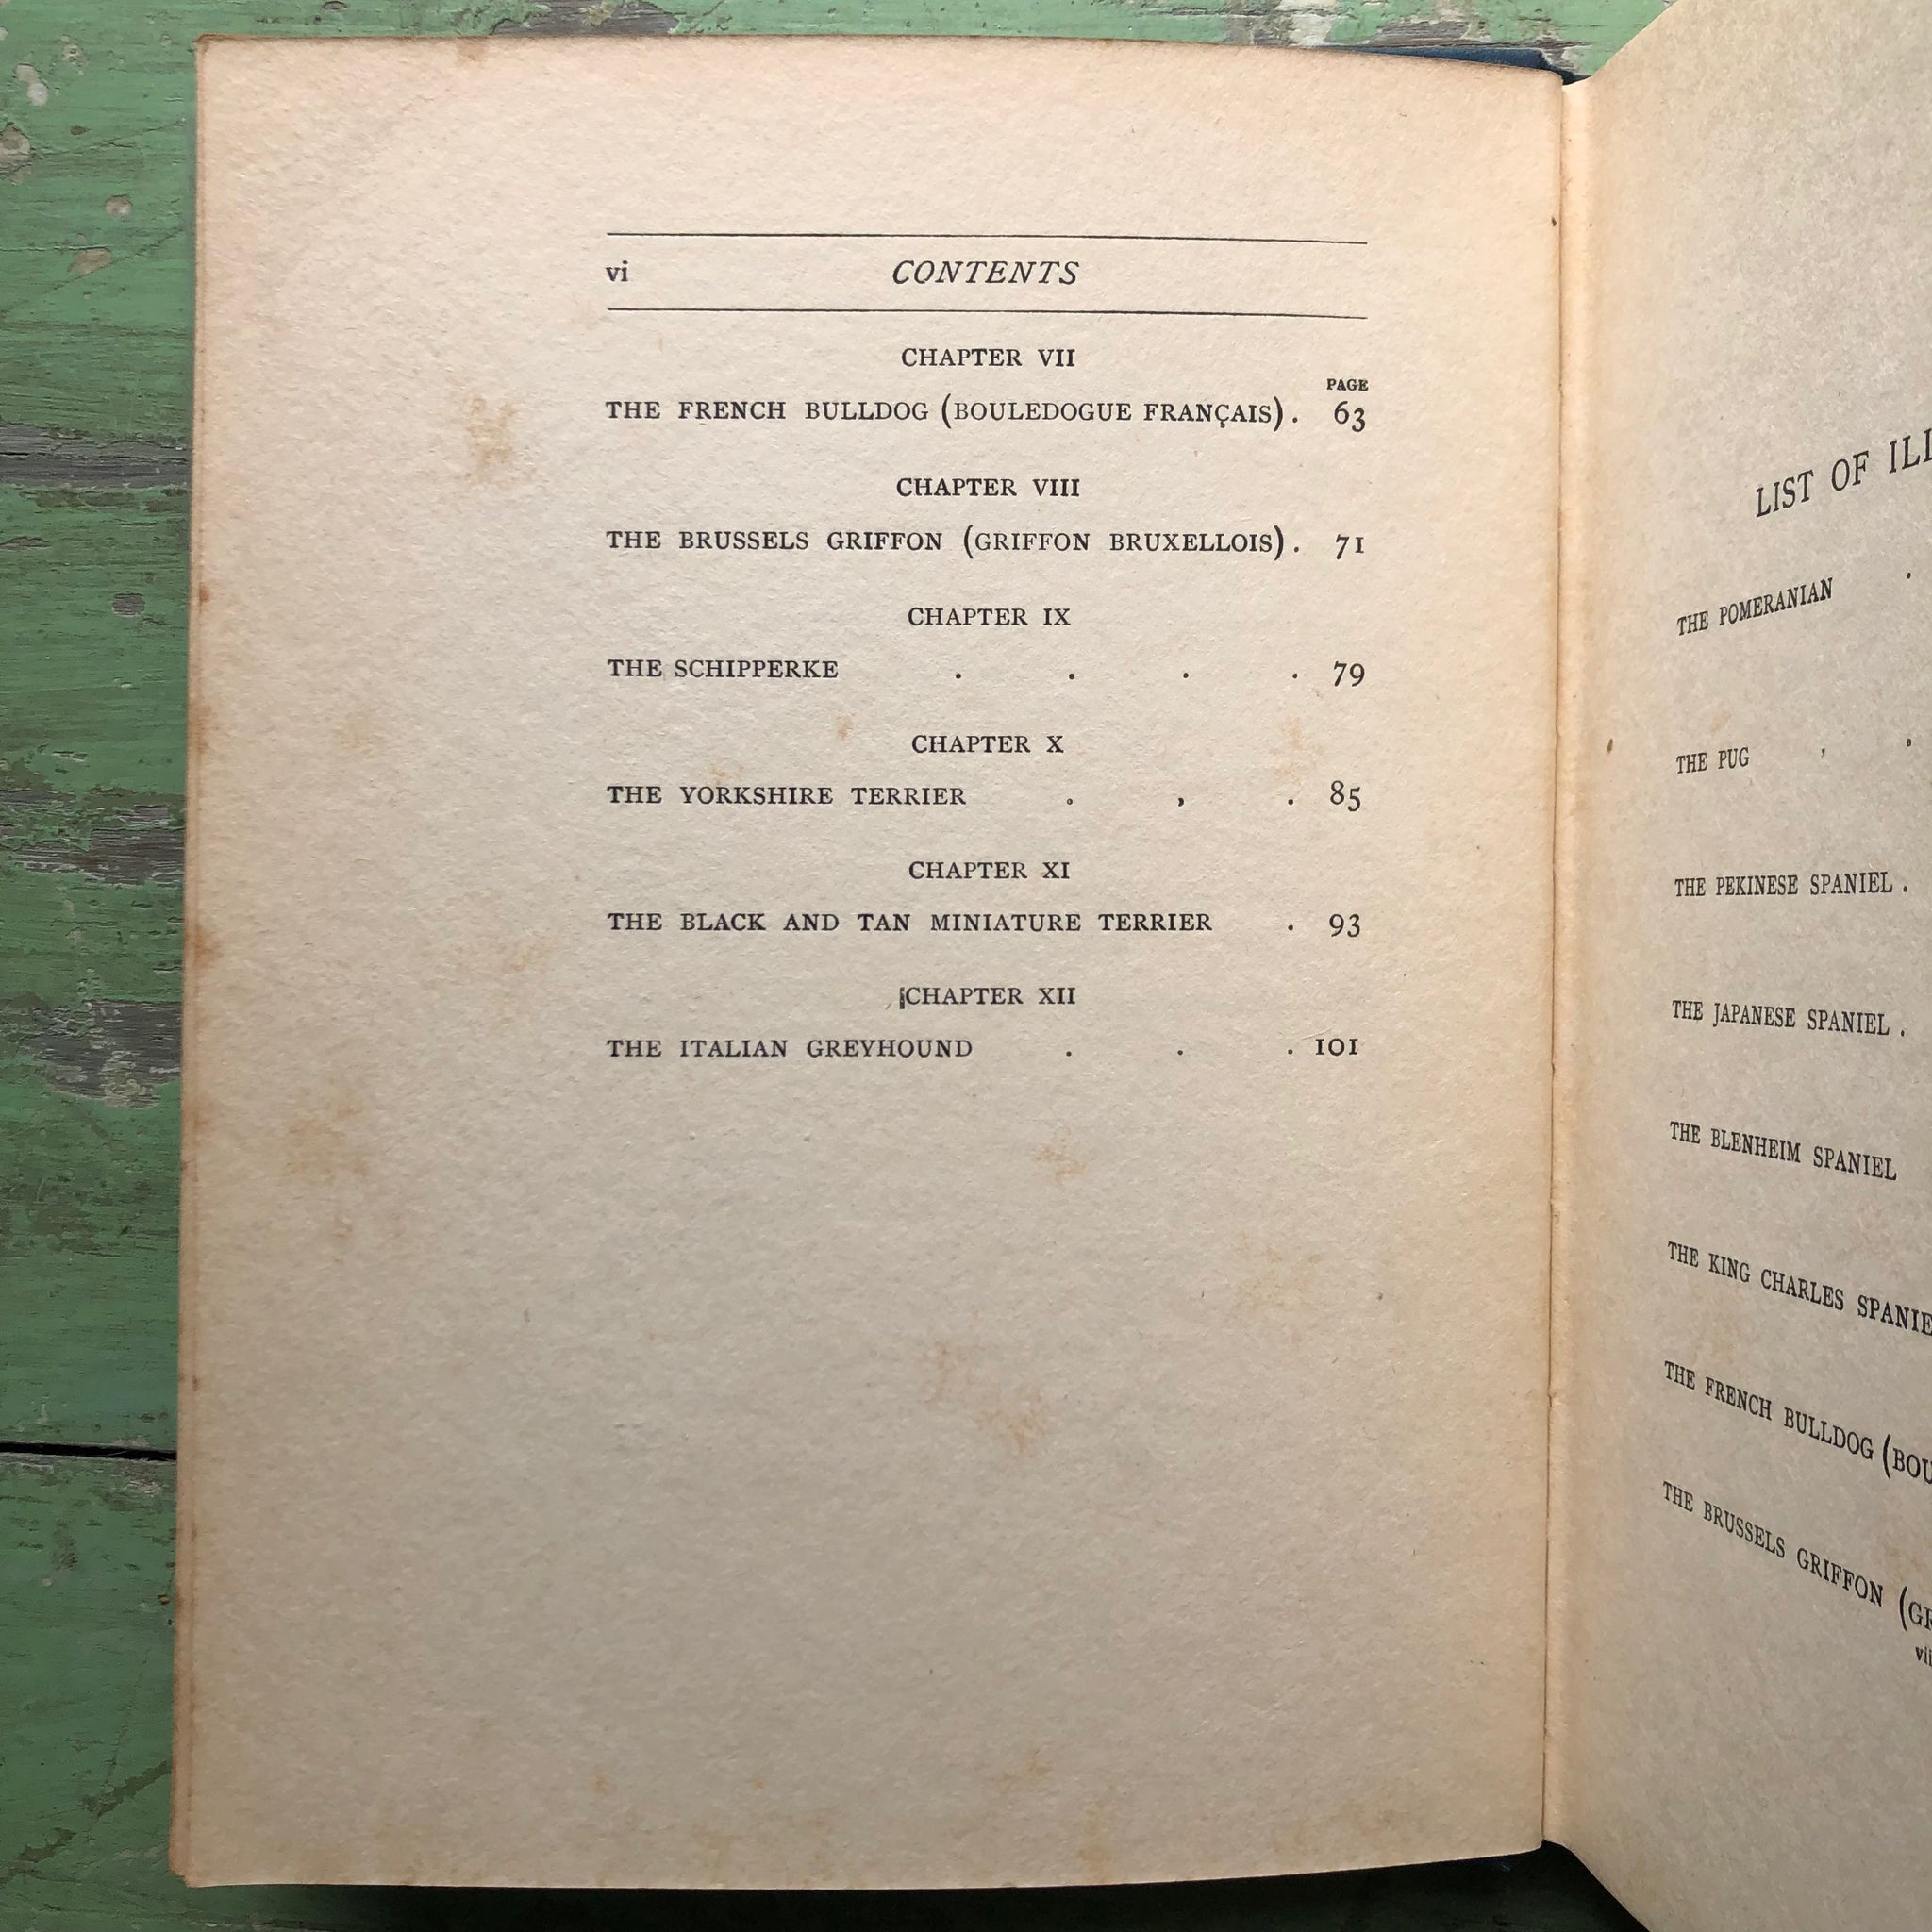 vi CONTENTS
CHAPTER VII
PAGE
THE FRENCH BULLDOG (BOULEDOGUE FRANÇAIS). 63
CHAPTER VIII
THE BRUSSELS GRIFFON (GRIFFON BRUXELLOIS). 71
CHAPTER IX
THE SCHIPPERKE . . . . 79
CHAPTER X
THE YORKSHIRE TERRIER . , . 85
CHAPTER XI
THE BLACK AND TAN MINIATURE TERRIER . 93
CHAPTER XII
THE ITALIAN GREYHOUND . . . 101
LIST OF
THE POMERANIAN .
THE PUG , ,
THE PEKINESE SPANIEL .
THE JAPANESE SPANIEL .
THE BLENHEIM SPANIEL
THE KING CHARLES
THE FRENCH BULLDOG
THE BRUSSELS GRIFFON